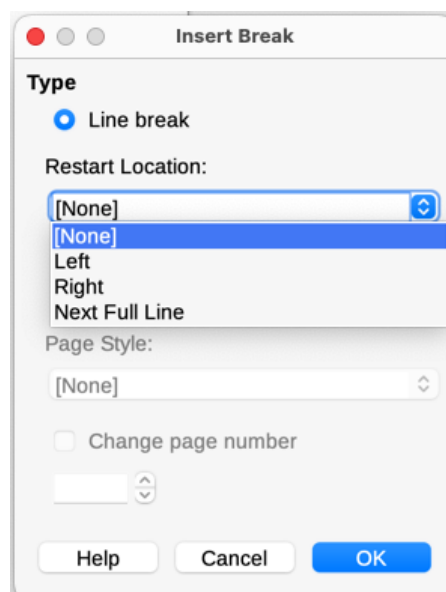 Insert Break
Type
Line break
Restart Location:
[None]
[None]
Left
Right
Next Full Line
Page Style:
[None]
Change page number
Help Cancel OK